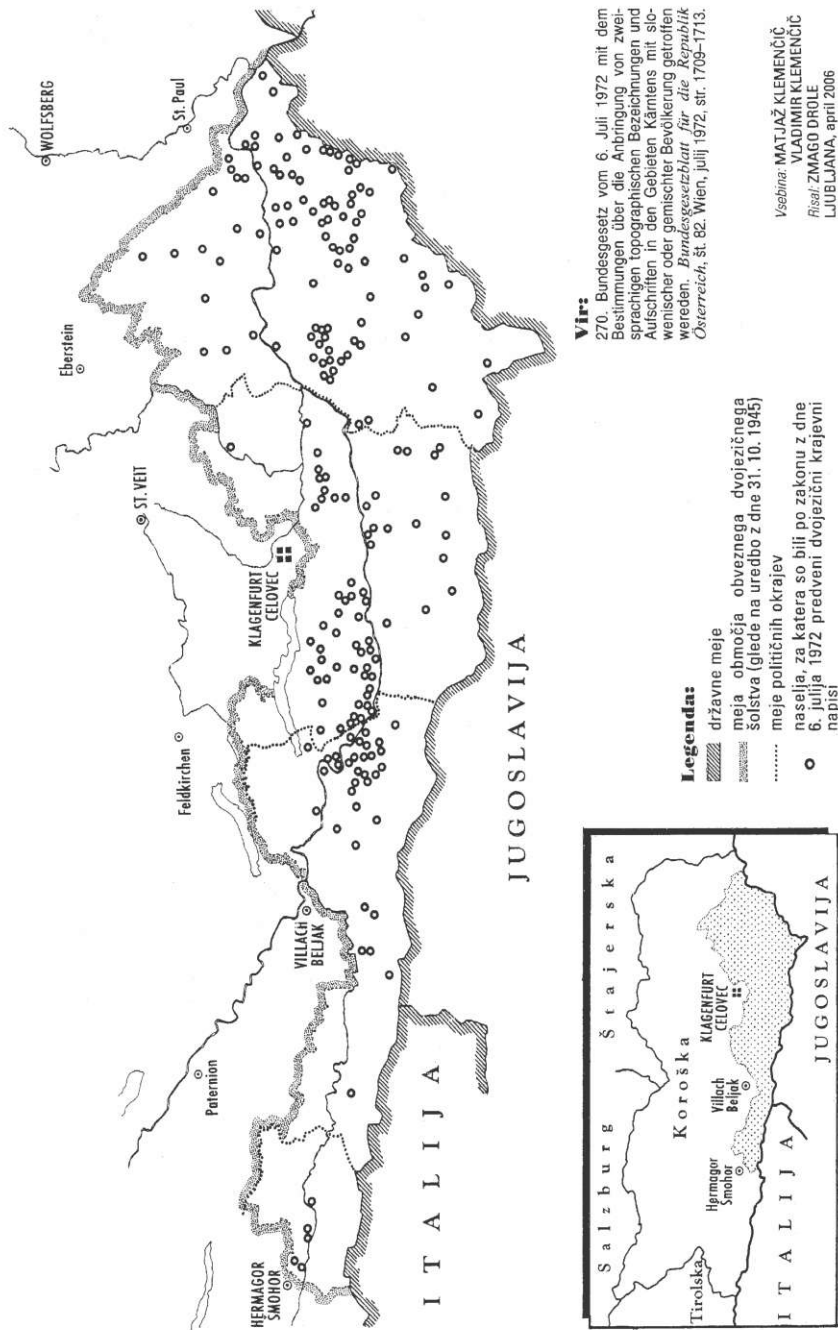 WOLFSBERG
St. Paul
Eberstein
ST. VEIT
KLAGENFURT
CELOVEC
Feldkirchen
VILLACH
BELJAK
Paternion
HERMAGOR
ŠMOHOR
ITALIJA
JUGOSLAVIJA
Legenda:
državne meje
meja območja obveznega dvojezičnega
šolstva (glede na uredbo z dne 31. 10. 1945)
meje političnih okrajev
naselja, za katera so bili po zakonu z dne
6. julija 1972 predveni dvojezični krajevni
napisi
Vir:
270. Bundesgesetz vom 6. Juli 1972 mit dem
Bestimmungen über die Anbringung von zwei-
sprachigen topographischen Bezeichnungen und
Aufschriften in den Gebieten Kärntens mit slo-
wenischer oder gemischter Bevölkerung getroffen
wereden. Bundesgesetzblatt für die Republik
Österreich, št. 82. Wien, julij 1972, str. 1709–1713.
Vsebina: MATJAŽ KLEMENČIČ
VLADIMIR KLEMENČIČ
Risal: ZMAGO DROLE
LJUBLJANA, april 2006
Salzburg
Štajerska
Koroška
Tirolska
KLAGENFURT
CELOVEC
Villach
Beljak
Hermagor
Šmohor
ITALIJA
JUGOSLAVIJA